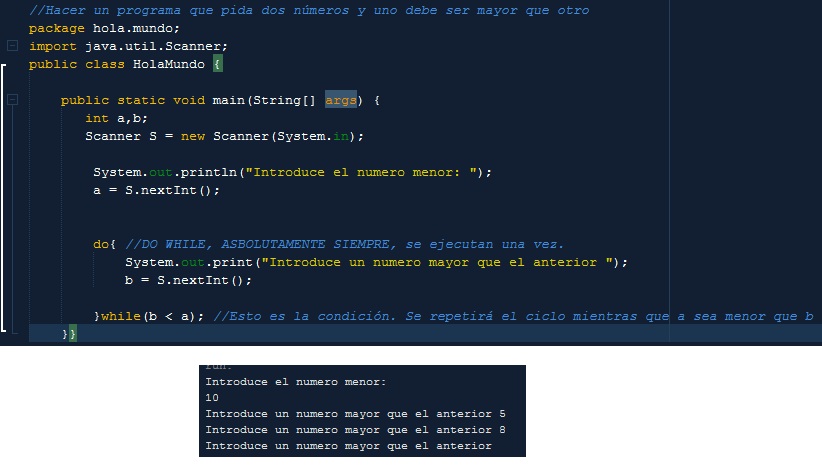 //Hacer un programa que pida dos números y uno debe ser mayor que otro
package hola.mundo;
import java.util.Scanner;
public class HolaMundo {
public static void main(String[] args) {
int a,b;
Scanner S = new Scanner(System.in);
System.out.println("Introduce el numero menor: ");
a = S.nextInt();
do{ //DO WHILE, ASBOLUTAMENTE SIEMPRE, se ejecutan una vez.
System.out.print("Introduce un numero mayor que el anterior ");
b = S.nextInt();
}while(b < a); //Esto es la condición. Se repetirá el ciclo mientras que a sea menor que b
}}
run:
Introduce el numero menor:
10
Introduce un numero mayor que el anterior 5
Introduce un numero mayor que el anterior 8
Introduce un numero mayor que el anterior